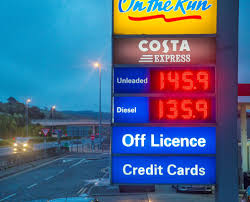 On the Run
COSTA
EXPRESS
Unleaded 145.9
Diesel 135.9
Off Licence
Credit Cards